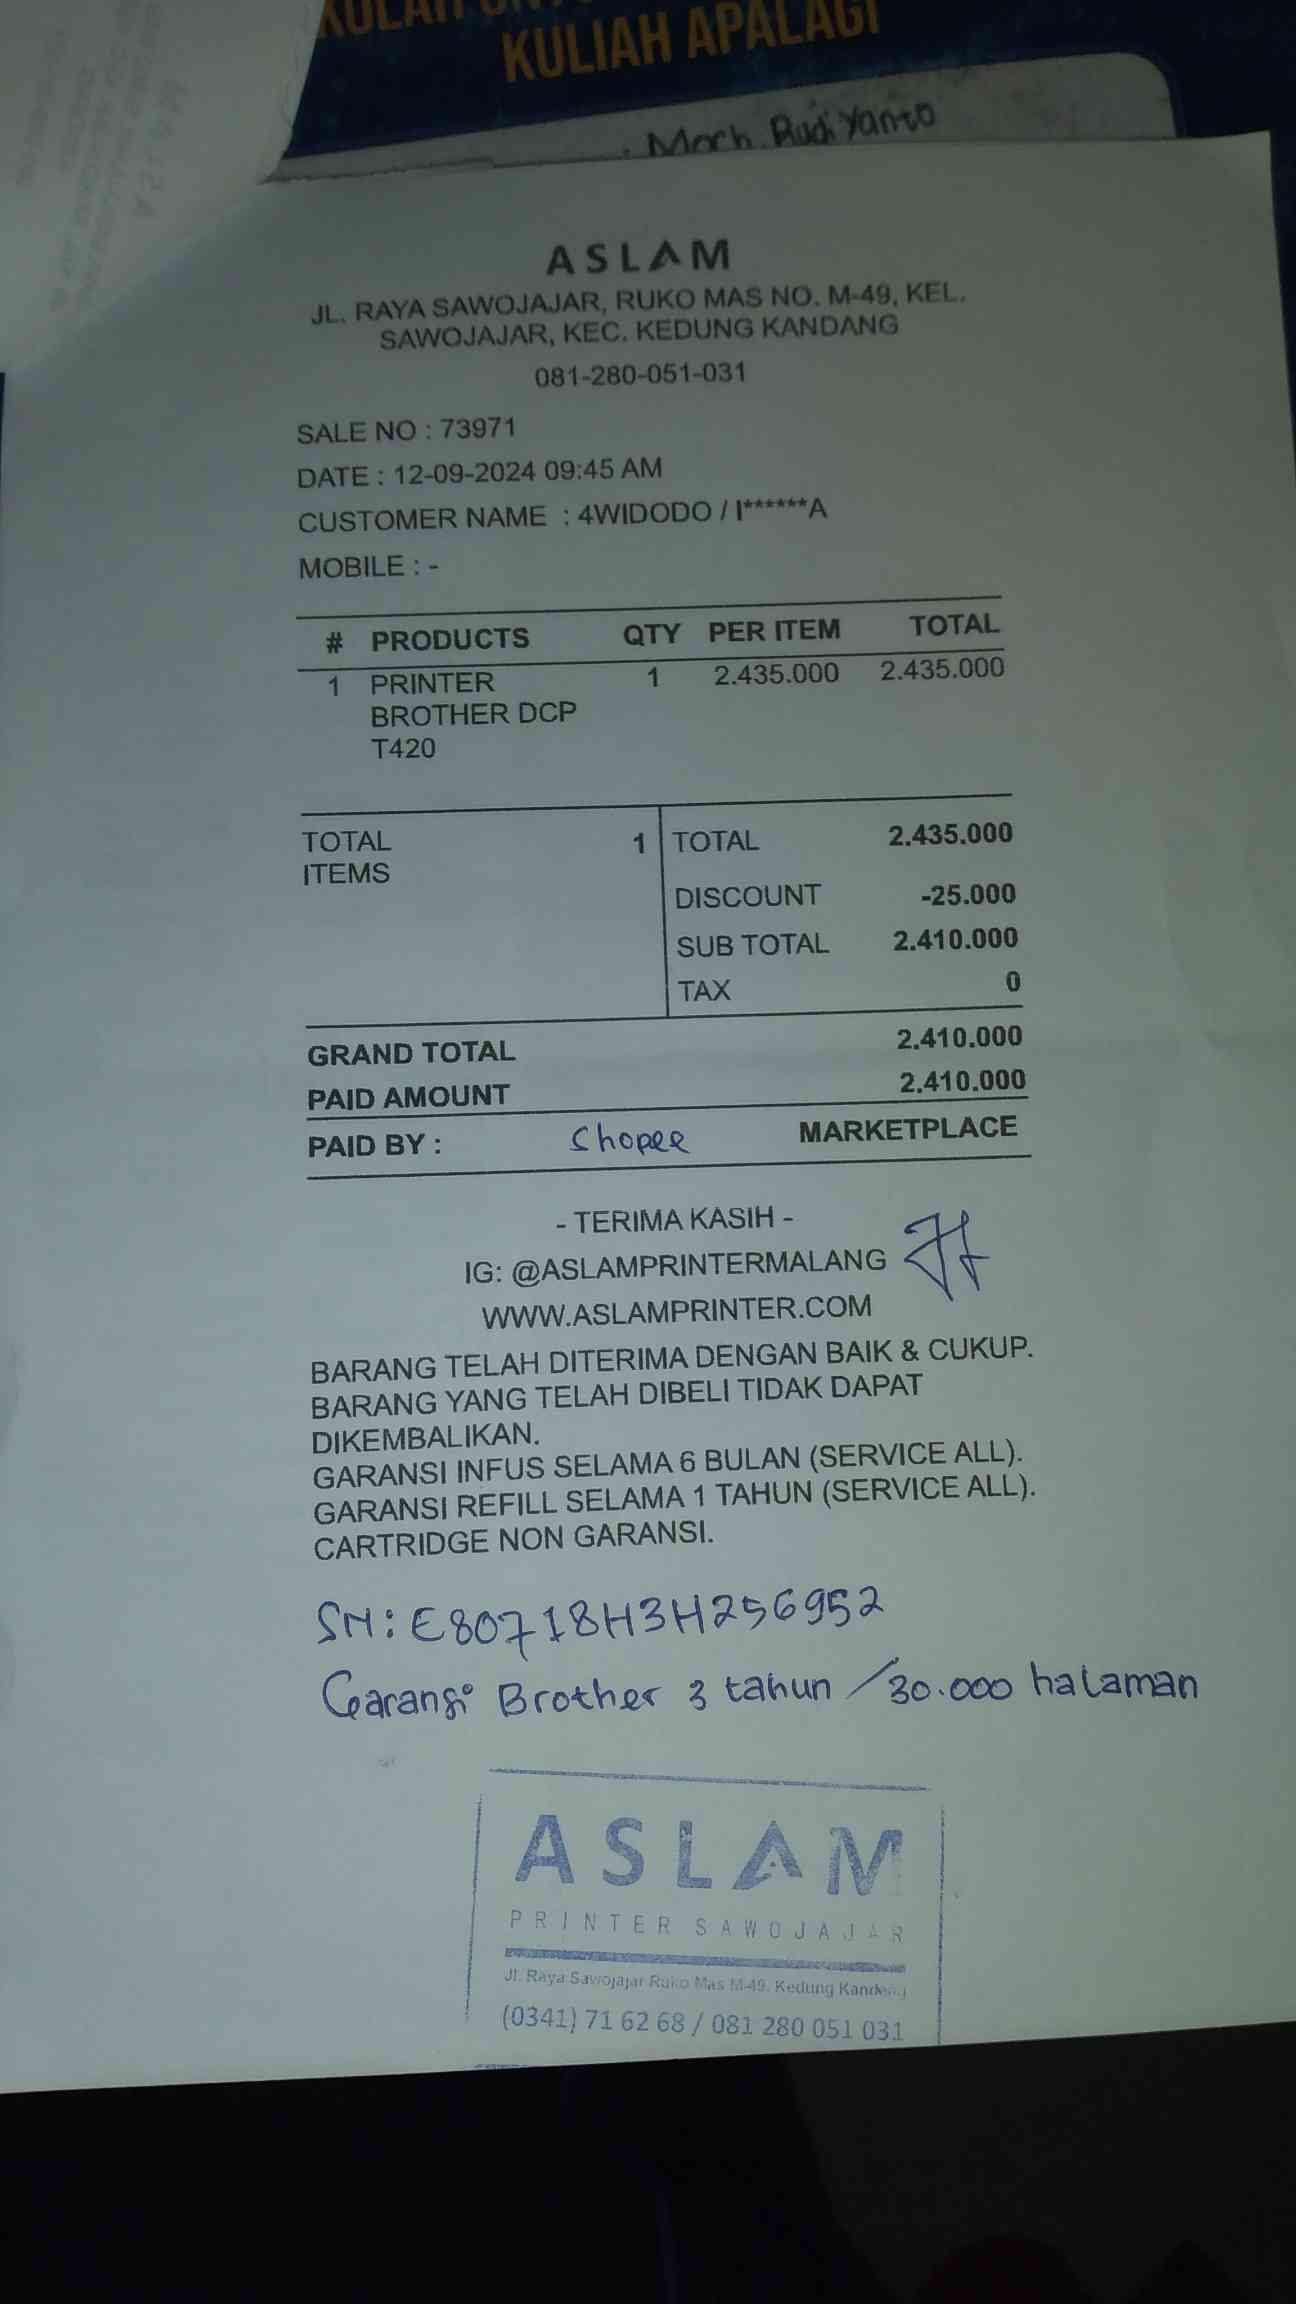 KULIAH APALAGI
Moch. Rudi Yanto
ASLAM
JL. RAYA SAWOJAJAR, RUKO MAS NO. M-49, KEL.
SAWOJAJAR, KEC. KEDUNG KANDANG
081-280-051-031
SALE NO : 73971
DATE : 12-09-2024 09:45 AM
CUSTOMER NAME : 4WIDODO / I******A
MOBILE : -
# PRODUCTS QTY PER ITEM TOTAL
1 PRINTER 1 2.435.000 2.435.000
BROTHER DCP
T420
TOTAL 1 TOTAL 2.435.000
ITEMS
DISCOUNT -25.000
SUB TOTAL 2.410.000
TAX 0
GRAND TOTAL 2.410.000
PAID AMOUNT 2.410.000
PAID BY : Shopee MARKETPLACE
- TERIMA KASIH -
IG: @ASLAMPRINTERMALANG
WWW.ASLAMPRINTER.COM
BARANG TELAH DITERIMA DENGAN BAIK & CUKUP.
BARANG YANG TELAH DIBELI TIDAK DAPAT
DIKEMBALIKAN.
GARANSI INFUS SELAMA 6 BULAN (SERVICE ALL).
GARANSI REFILL SELAMA 1 TAHUN (SERVICE ALL).
CARTRIDGE NON GARANSI.
SN: E80718H3H256952
Garansi Brother 3 tahun /30.000 halaman
ASLAM
PRINTER SAWOJAJAR
Jl. Raya Sawojajar Ruko Mas M-49. Kedung Kandang
(0341) 71 62 68 / 081 280 051 031